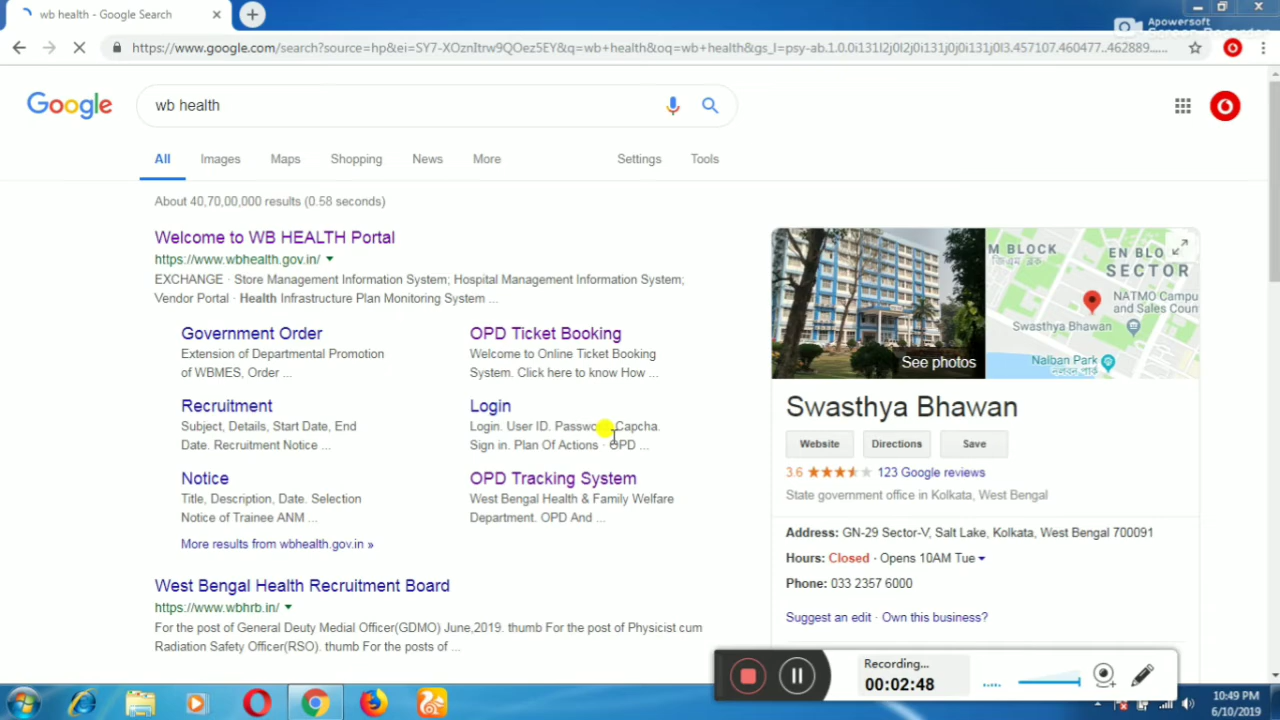 wb health - Google Search
Apowersoft
Screen Recorder
https://www.google.com/search?source=hp&ei=SY7-XOznItrw9QOez5EY&q=wb+health&oq=wb+health&gs_l=psy-ab.1.0.0i131l2j0l2j0i131j0j0i131j0l3.457107.460477..462889......
Google
wb health
All
Images
Maps
Shopping
News
More
Settings
Tools
About 40,70,00,000 results (0.58 seconds)
Welcome to WB HEALTH Portal
https://www.wbhealth.gov.in/
EXCHANGE · Store Management Information System; Hospital Management Information System;
Vendor Portal · Health Infrastructure Plan Monitoring System ...
Government Order
Extension of Departmental Promotion
of WBMES, Order ...
OPD Ticket Booking
Welcome to Online Ticket Booking
System. Click here to know How ...
Recruitment
Subject, Details, Start Date, End
Date. Recruitment Notice ...
Login
Login. User ID. Capcha.
Sign in. Plan Of Actions · OPD ...
Notice
Title, Description, Date. Selection
Notice of Trainee ANM ...
OPD Tracking System
West Bengal Health & Family Welfare
Department. OPD And ...
More results from wbhealth.gov.in »
West Bengal Health Recruitment Board
https://www.wbhrb.in/
For the post of General Deuty Medial Officer(GDMO) June,2019. thumb For the post of Physicist cum
Radiation Safety Officer(RSO). thumb For the posts of ...
See photos
M BLOCK
জি.এম ব্লক
EN BLO
SECTOR
NATMO Campu
and Sales Coun
Swasthya Bhawan
Nalban Park
নলবন পার্ক
Swasthya Bhawan
Website
Directions
Save
3.6 123 Google reviews
State government office in Kolkata, West Bengal
Address: GN-29 Sector-V, Salt Lake, Kolkata, West Bengal 700091
Hours: Closed · Opens 10AM Tue
Phone: 033 2357 6000
Suggest an edit · Own this business?
Recording...
00:02:48
10:49 PM
6/10/2019